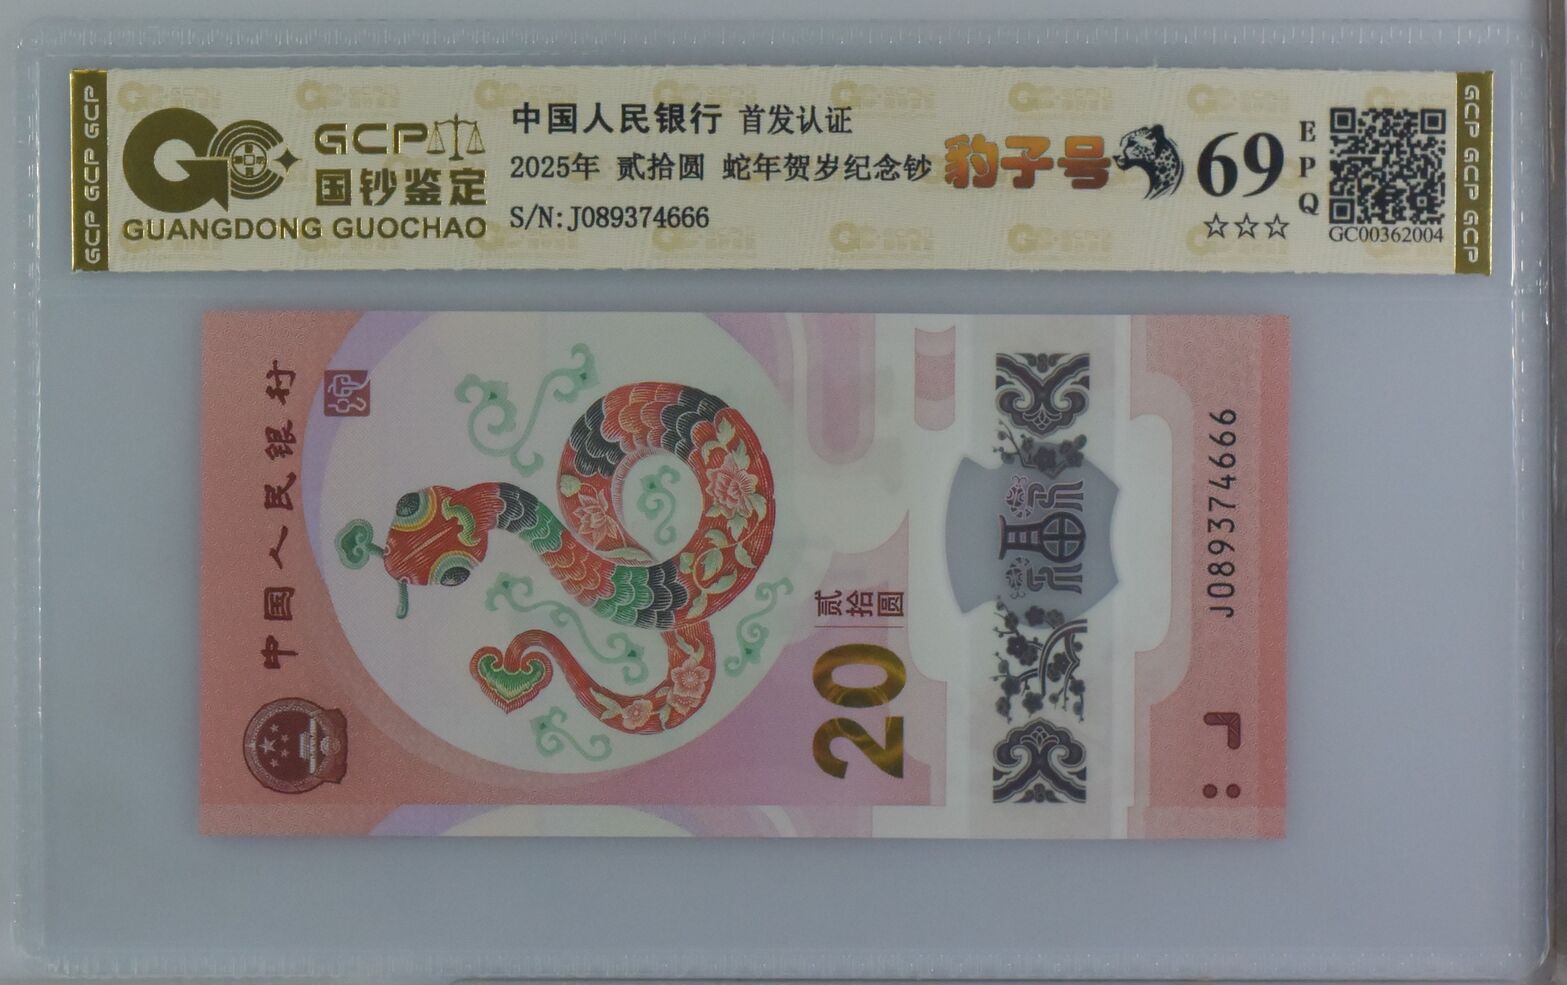 GCP
国钞鉴定
GUANGDONG GUOCHAO
中国人民银行 首发认证
2025年 贰拾圆 蛇年贺岁纪念钞
S/N:J089374666
豹子号
69
EPQ
☆☆☆
GC00362004
GCP GCP GCP
GCP GCP GCP
中国人民银行
20
贰拾圆
福
J089374666